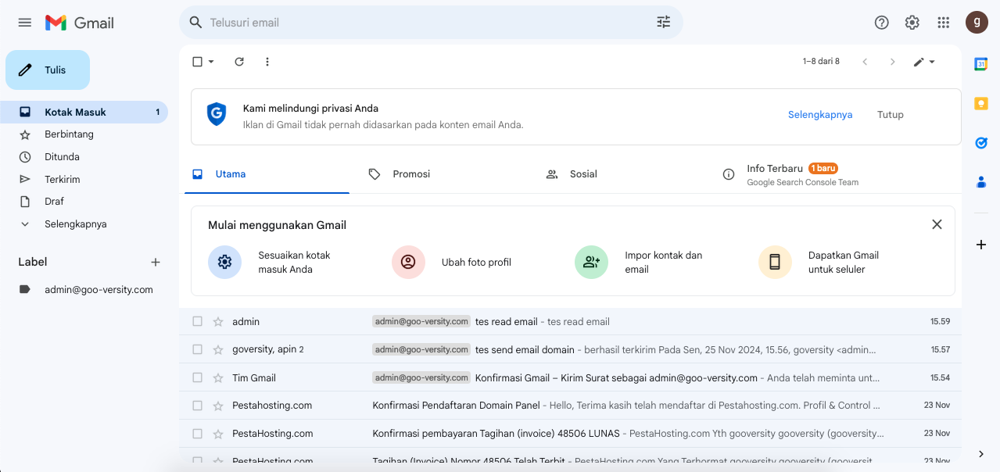 Gmail
Telusuri email
g
Tulis
1–8 dari 8
31
Kotak Masuk 1
Berbintang
Ditunda
Terkirim
Draf
Selengkapnya
Label
admin@goo-versity.com
Kami melindungi privasi Anda
Iklan di Gmail tidak pernah didasarkan pada konten email Anda.
Selengkapnya Tutup
Utama
Promosi
Sosial
Info Terbaru 1 baru
Google Search Console Team
Mulai menggunakan Gmail
Sesuaikan kotak
masuk Anda
Ubah foto profil
Impor kontak dan
email
Dapatkan Gmail
untuk seluler
admin admin@goo-versity.com tes read email - tes read email 15.59
goversity, apin 2 admin@goo-versity.com tes send email domain - berhasil terkirim Pada Sen, 25 Nov 2024, 15.56, goversity <admin... 15.57
Tim Gmail admin@goo-versity.com Konfirmasi Gmail – Kirim Surat sebagai admin@goo-versity.com - Anda telah meminta unt... 15.54
Pestahosting.com Konfirmasi Pendaftaran Domain Panel - Hello, Terima kasih telah mendaftar di Pestahosting.com. Profil & Control ... 23 Nov
PestaHosting.com Konfirmasi pembayaran Tagihan (invoice) 48506 LUNAS - PestaHosting.com Yth gooversity gooversity (gooversity... 23 Nov
PestaHosting.com Tagihan (Invoice) Nomor 48506 Telah Terbit - PestaHosting.com Yang Terhormat gooversity gooversity (gooversit... 23 Nov